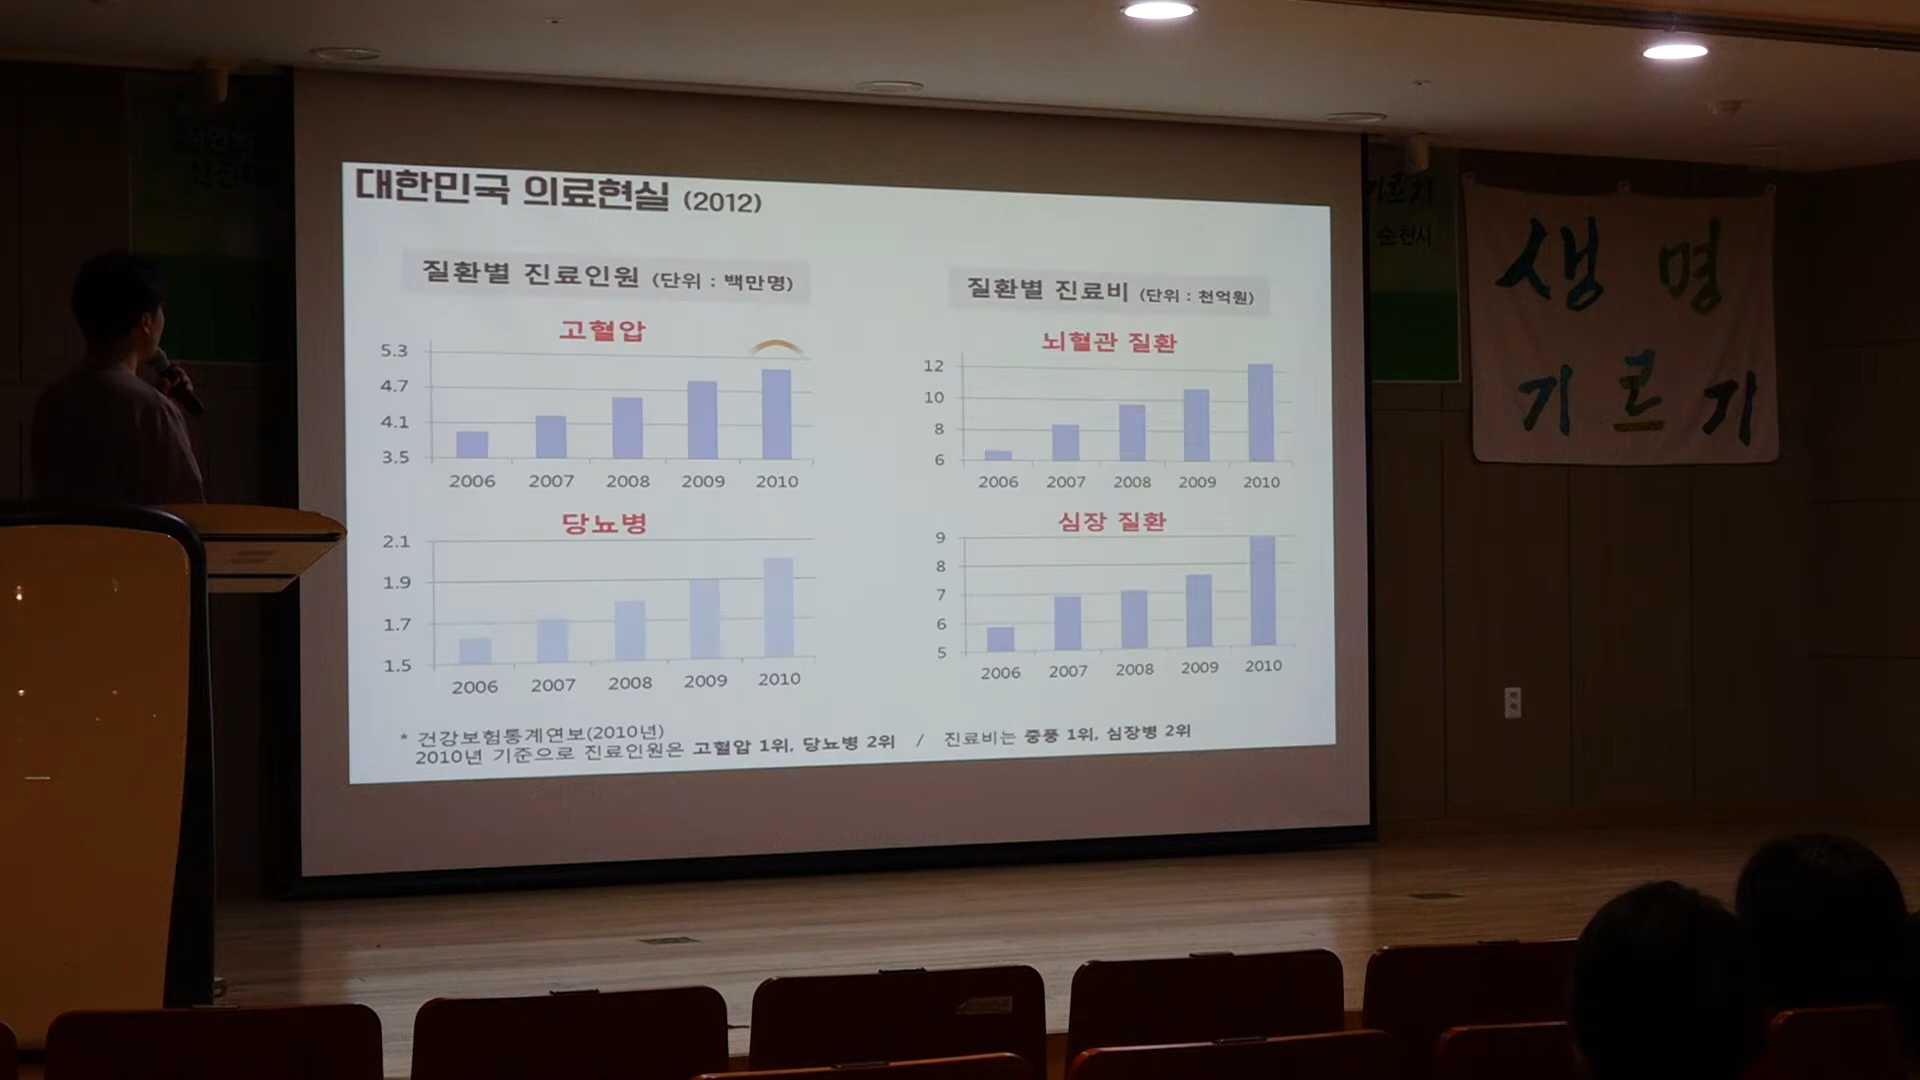 대한민국 의료현실 (2012)
질환별 진료인원 (단위 : 백만명)
고혈압
5.3
4.7
4.1
3.5
2006 2007 2008 2009 2010
당뇨병
2.1
1.9
1.7
1.5
2006 2007 2008 2009 2010
질환별 진료비 (단위 : 천억원)
뇌혈관 질환
12
10
8
6
2006 2007 2008 2009 2010
심장 질환
9
8
7
6
5
2006 2007 2008 2009 2010
* 건강보험통계연보(2010년)
2010년 기준으로 진료인원은 고혈압 1위, 당뇨병 2위 / 진료비는 중풍 1위, 심장병 2위
기르기
순천시
생명
기르기